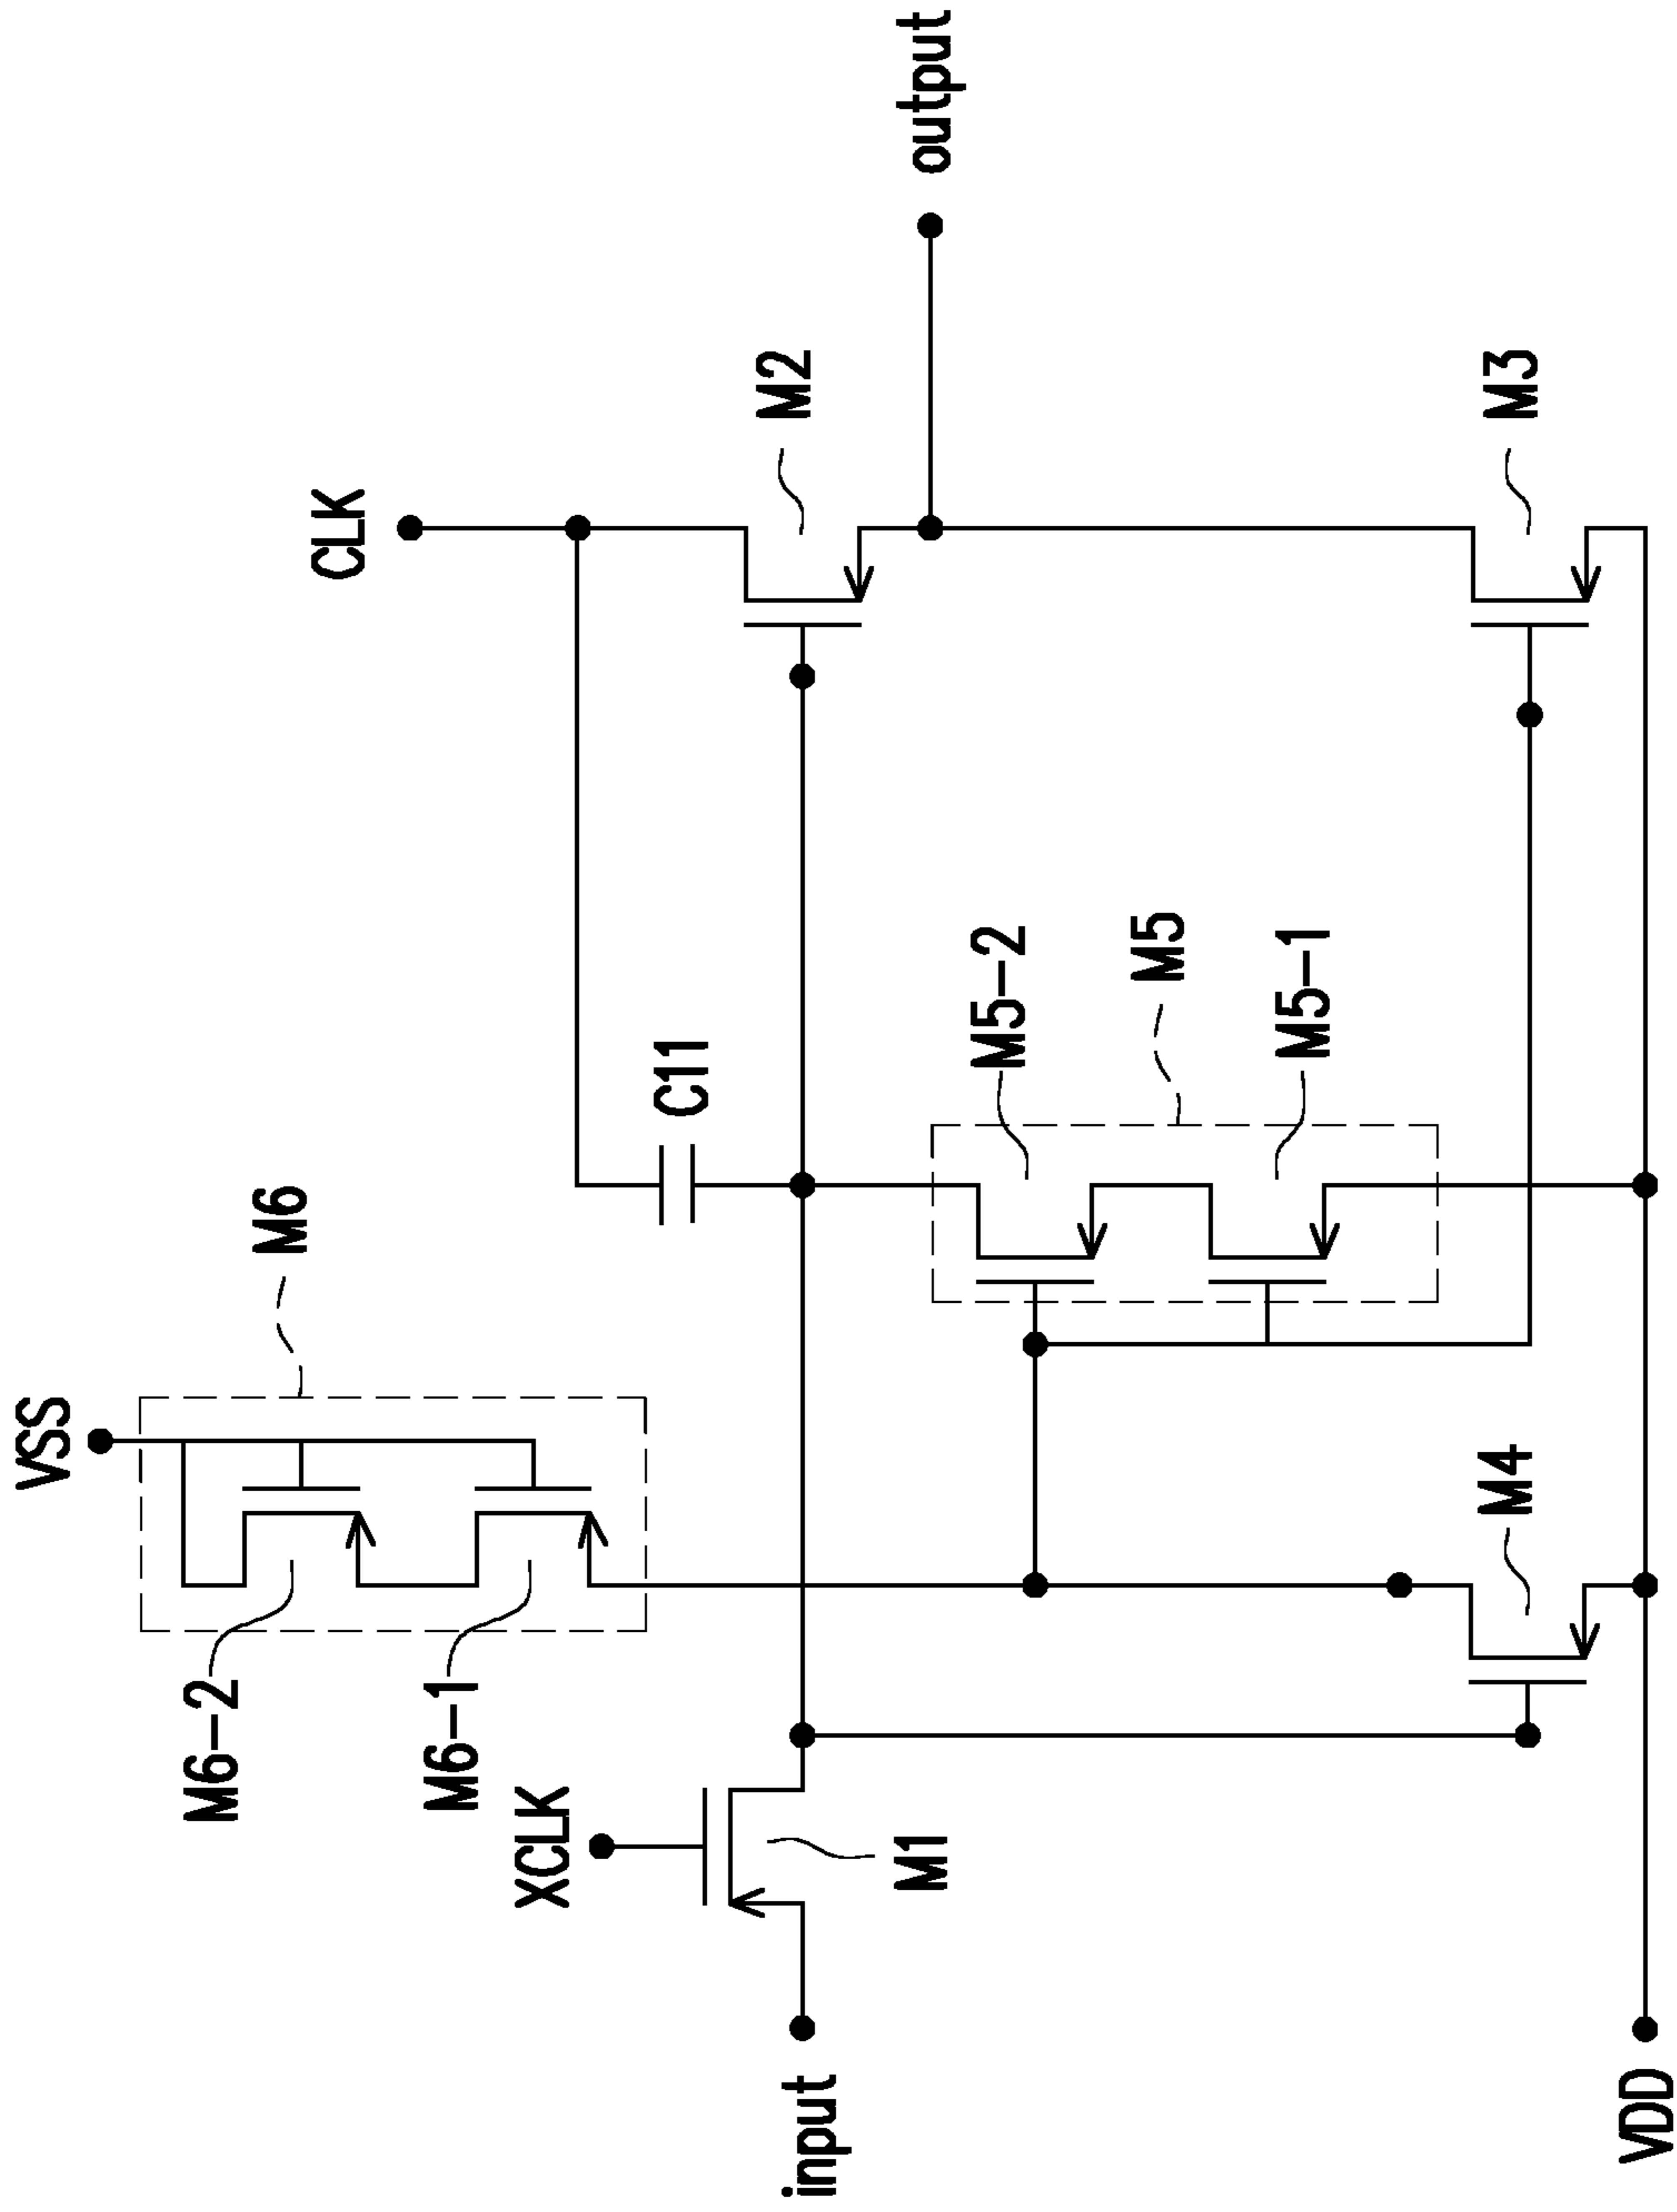 VSS
M6
M6-2
M6-1
XCLK
M1
input
CLK
C11
M2
output
M5-2
M5
M5-1
M4
M3
VDD